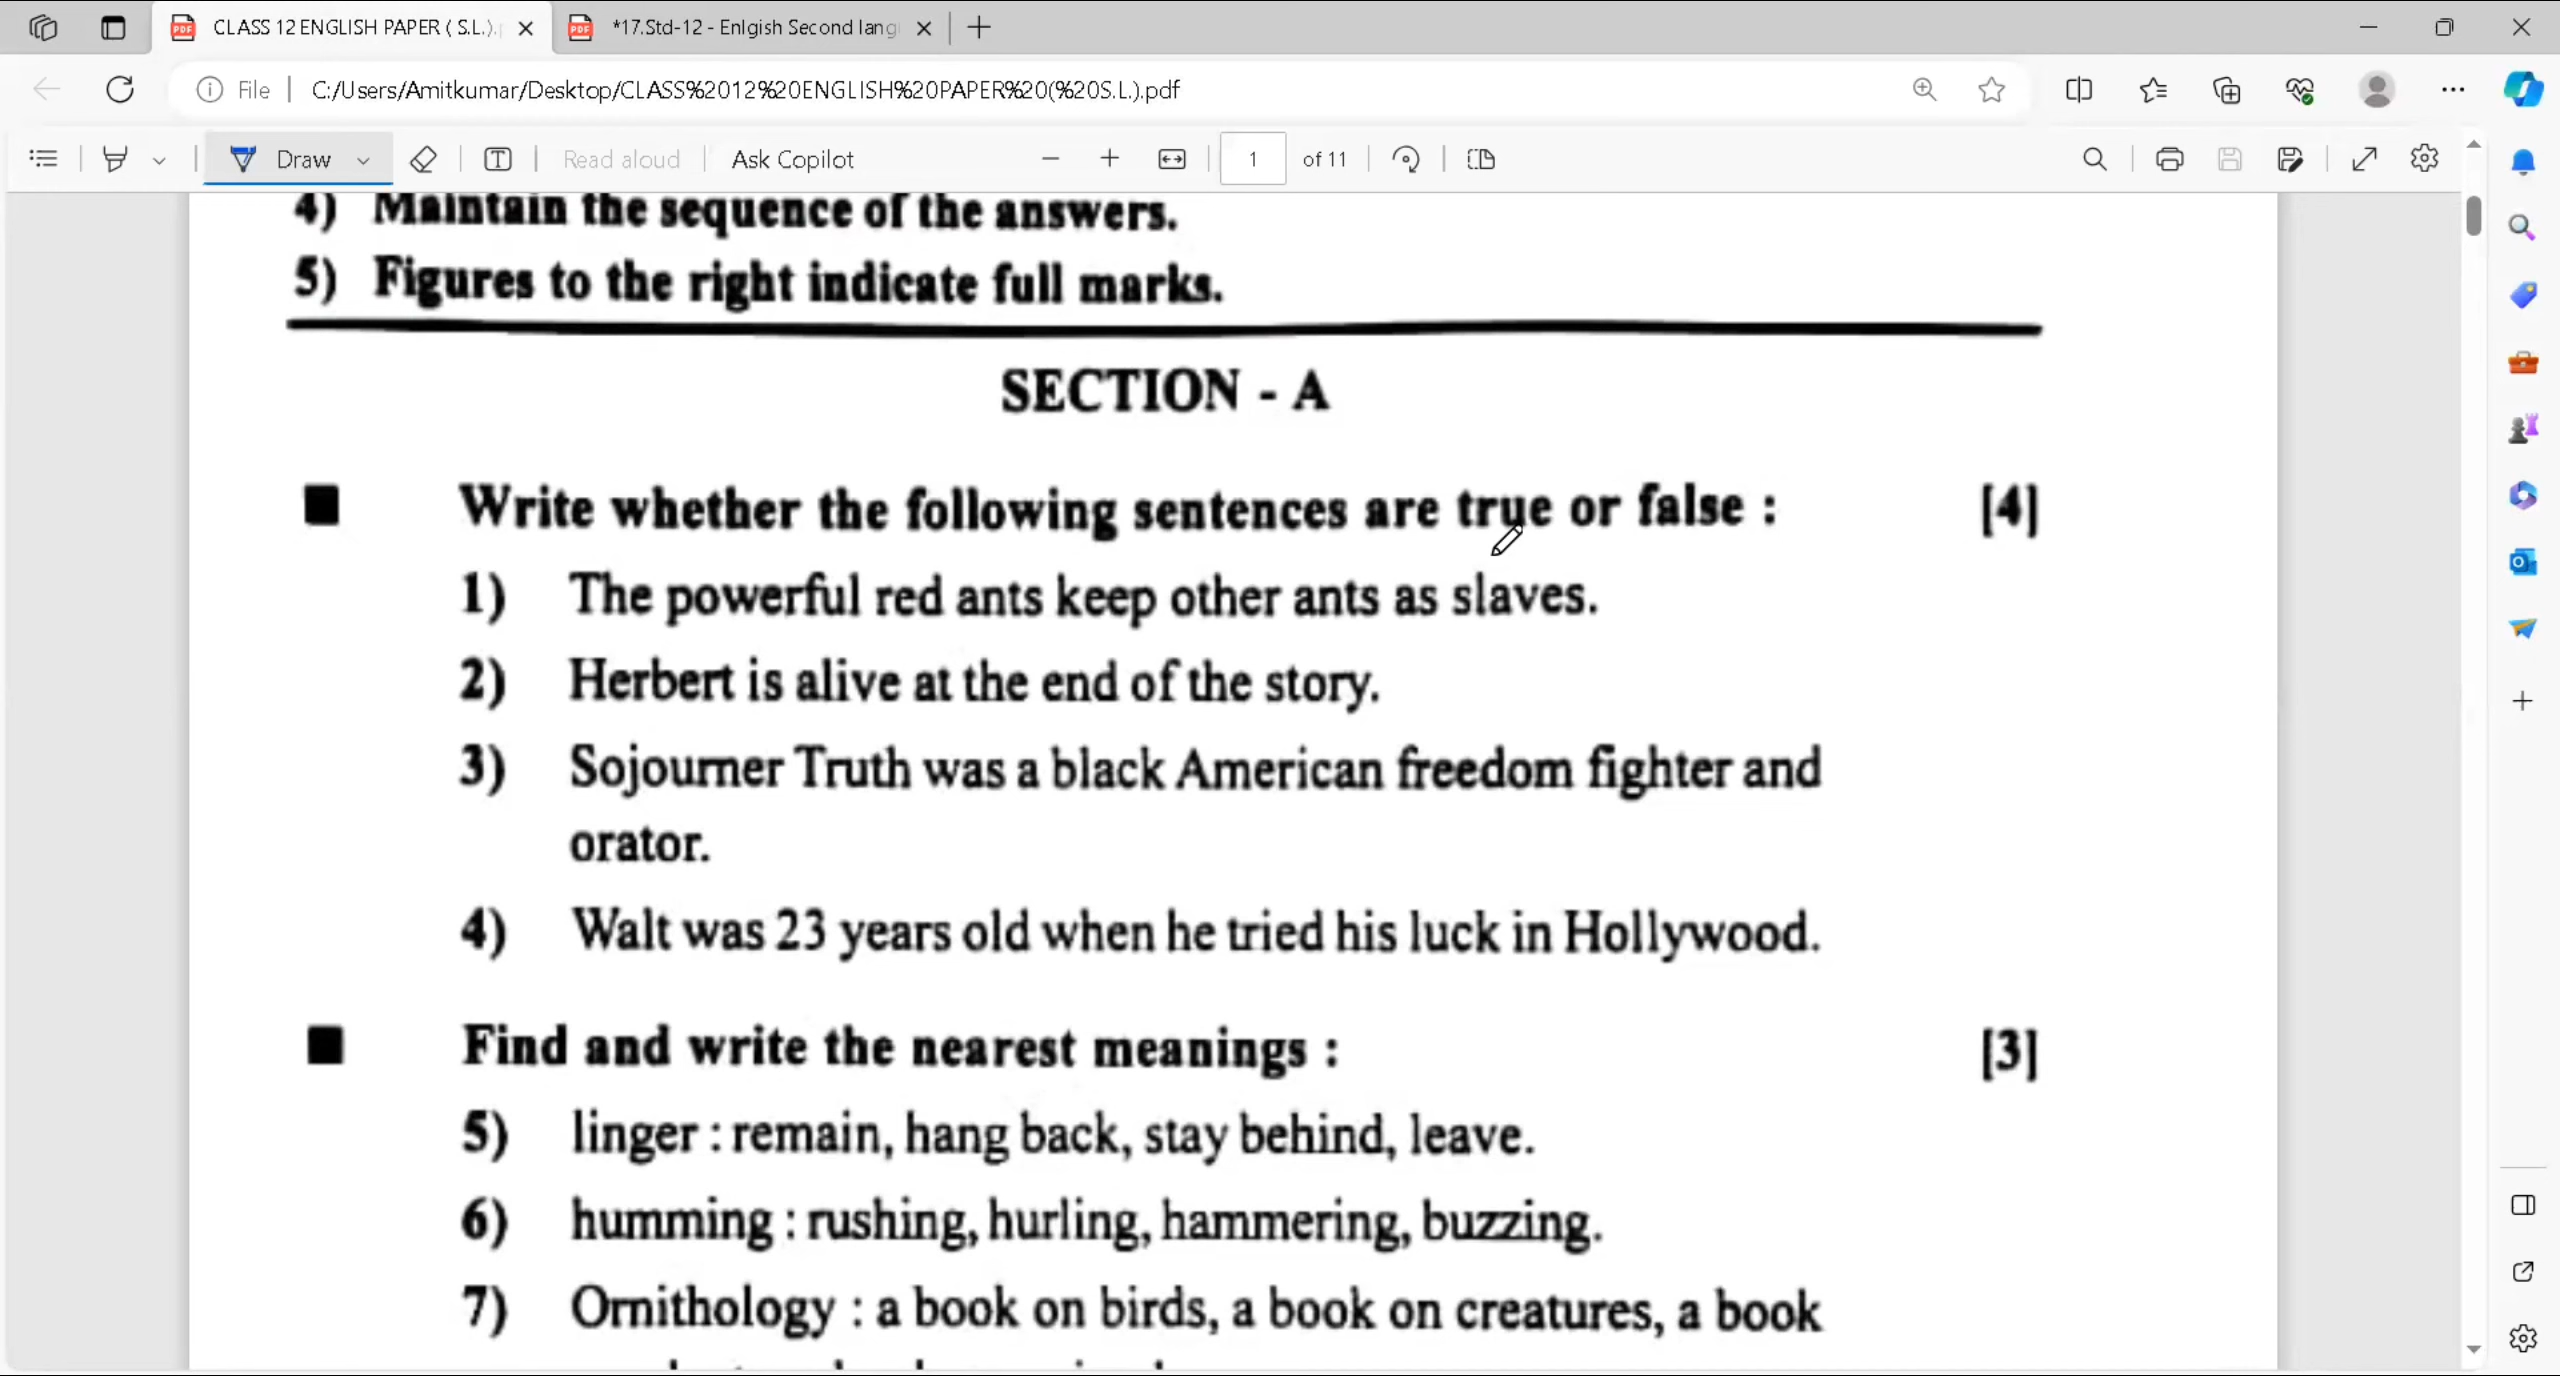 CLASS 12 ENGLISH PAPER ( S.L.).
*17.Std-12 - Enlgish Second lang
File
C:/Users/Amitkumar/Desktop/CLASS%2012%20ENGLISH%20PAPER%20(%20S.L.).pdf
Draw
Read aloud
Ask Copilot
1 of 11
4) Maintain the sequence of the answers.
5) Figures to the right indicate full marks.
SECTION - A
Write whether the following sentences are true or false : [4]
1) The powerful red ants keep other ants as slaves.
2) Herbert is alive at the end of the story.
3) Sojourner Truth was a black American freedom fighter and
orator.
4) Walt was 23 years old when he tried his luck in Hollywood.
Find and write the nearest meanings : [3]
5) linger : remain, hang back, stay behind, leave.
6) humming : rushing, hurling, hammering, buzzing.
7) Ornithology : a book on birds, a book on creatures, a book